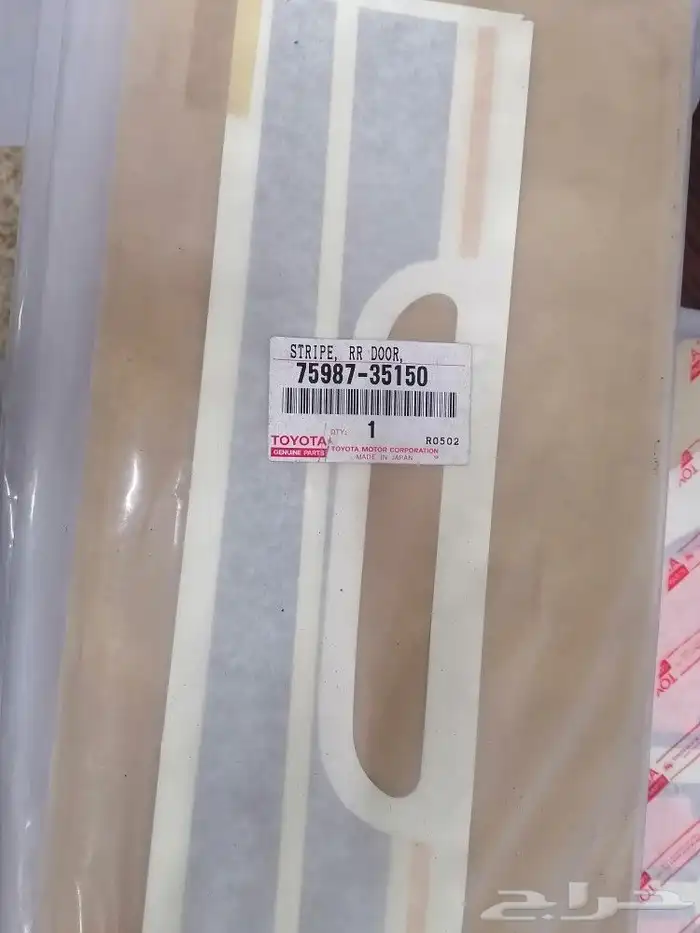 STRIPE, RR DOOR,
75987-35150
QTY: 1
R0502
TOYOTA
GENUINE PARTS
TOYOTA MOTOR CORPORATION
MADE IN JAPAN
حراج